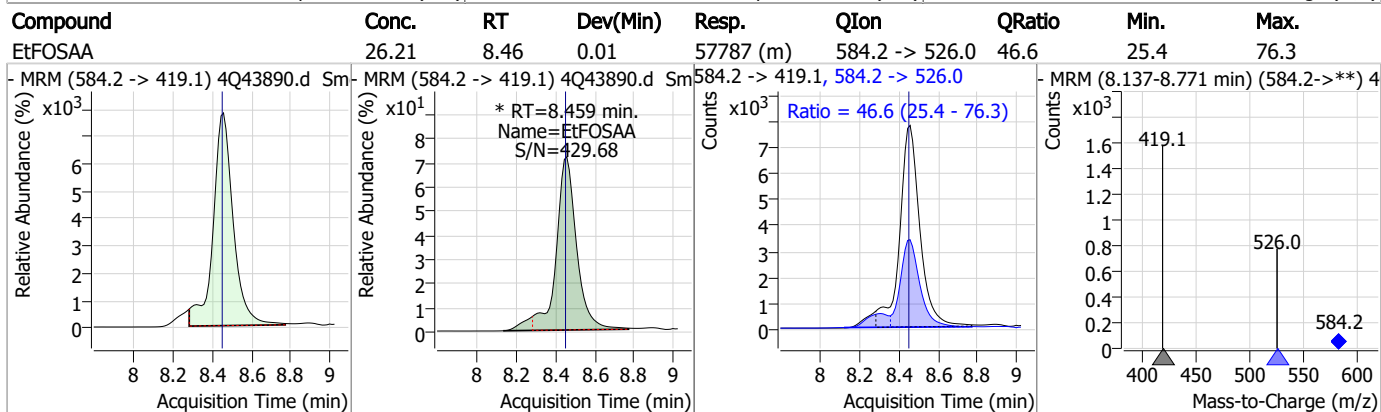 Compound Conc. RT Dev(Min) Resp. QIon QRatio Min. Max.
EtFOSAA 26.21 8.46 0.01 57787 (m) 584.2 -> 526.0 46.6 25.4 76.3
- MRM (584.2 -> 419.1) 4Q43890.d Sm
x10³
Relative Abundance (%)
6
5
4
3
2
1
0
8 8.2 8.4 8.6 8.8 9
Acquisition Time (min)
- MRM (584.2 -> 419.1) 4Q43890.d Sm
x10¹
* RT=8.459 min.
Name=EtFOSAA
S/N=429.68
Relative Abundance (%)
8
7
6
5
4
3
2
1
0
8 8.2 8.4 8.6 8.8 9
Acquisition Time (min)
584.2 -> 419.1, 584.2 -> 526.0
x10³
Ratio = 46.6 (25.4 - 76.3)
Counts
7
6
5
4
3
2
1
0
8 8.2 8.4 8.6 8.8 9
Acquisition Time (min)
- MRM (8.137-8.771 min) (584.2->**) 4
x10³
Counts
1.6
1.4
1.2
1
0.8
0.6
0.4
0.2
0
419.1
526.0
584.2
400 450 500 550 600
Mass-to-Charge (m/z)